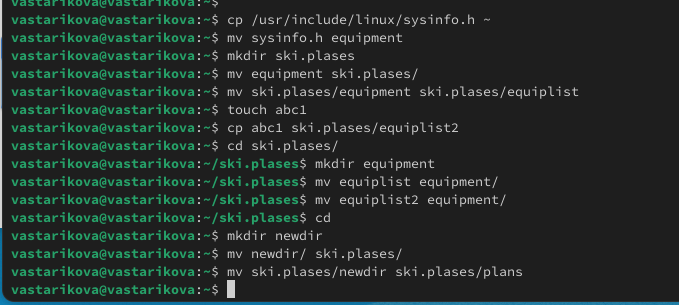 vastarikova@vastarikova:~$
vastarikova@vastarikova:~$ cp /usr/include/linux/sysinfo.h ~
vastarikova@vastarikova:~$ mv sysinfo.h equipment
vastarikova@vastarikova:~$ mkdir ski.plases
vastarikova@vastarikova:~$ mv equipment ski.plases/
vastarikova@vastarikova:~$ mv ski.plases/equipment ski.plases/equiplist
vastarikova@vastarikova:~$ touch abc1
vastarikova@vastarikova:~$ cp abc1 ski.plases/equiplist2
vastarikova@vastarikova:~$ cd ski.plases/
vastarikova@vastarikova:~/ski.plases$ mkdir equipment
vastarikova@vastarikova:~/ski.plases$ mv equiplist equipment/
vastarikova@vastarikova:~/ski.plases$ mv equiplist2 equipment/
vastarikova@vastarikova:~/ski.plases$ cd
vastarikova@vastarikova:~$ mkdir newdir
vastarikova@vastarikova:~$ mv newdir/ ski.plases/
vastarikova@vastarikova:~$ mv ski.plases/newdir ski.plases/plans
vastarikova@vastarikova:~$